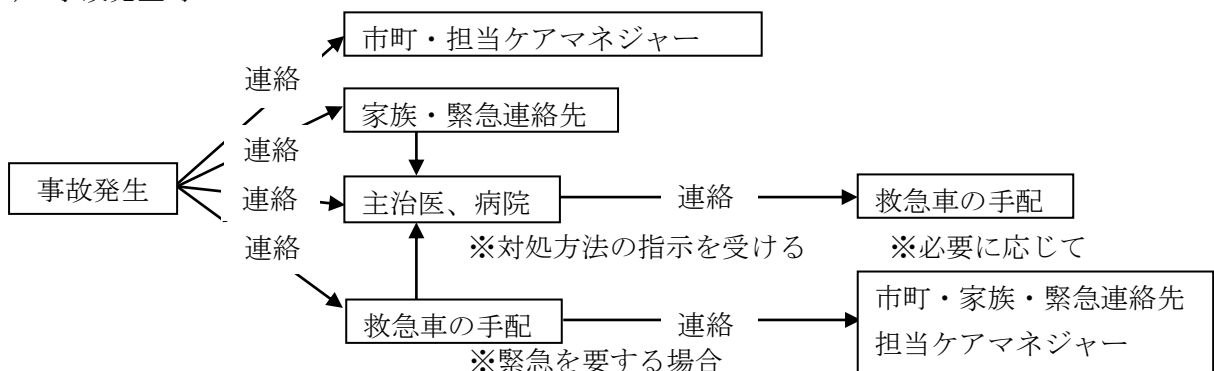 市町・担当ケアマネジャー
連絡
家族・緊急連絡先
連絡
事故発生
連絡
主治医、病院
連絡
救急車の手配
連絡
※対処方法の指示を受ける
※必要に応じて
救急車の手配
連絡
市町・家族・緊急連絡先
担当ケアマネジャー
※緊急を要する場合